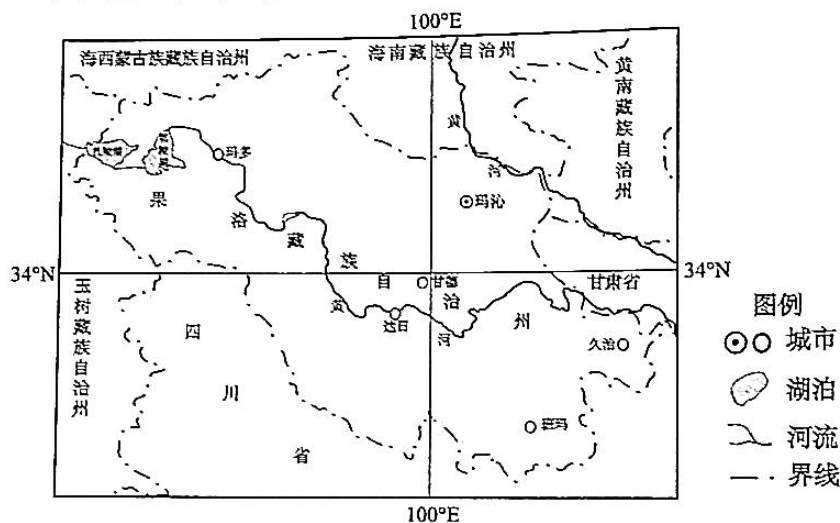 100°E
海西蒙古族藏族自治州
海南藏族自治州
黄南藏族自治州
黄河
玛多
玛沁
果洛藏族自治州
34°N
34°N
甘德
甘肃省
玉树藏族自治州
四川省
黄河
达日
久治
班玛
100°E
图例
城市
湖泊
河流
界线